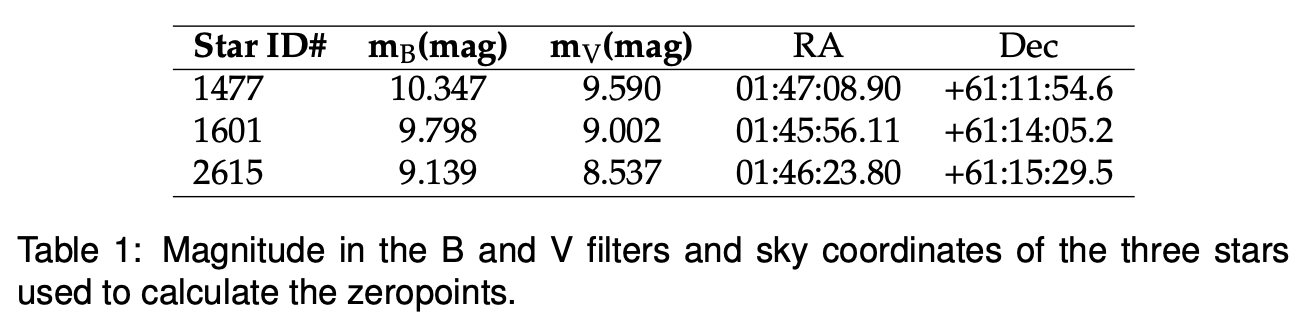 Star ID# mB(mag) mV(mag) RA Dec
1477 10.347 9.590 01:47:08.90 +61:11:54.6
1601 9.798 9.002 01:45:56.11 +61:14:05.2
2615 9.139 8.537 01:46:23.80 +61:15:29.5
Table 1: Magnitude in the B and V filters and sky coordinates of the three stars
used to calculate the zeropoints.